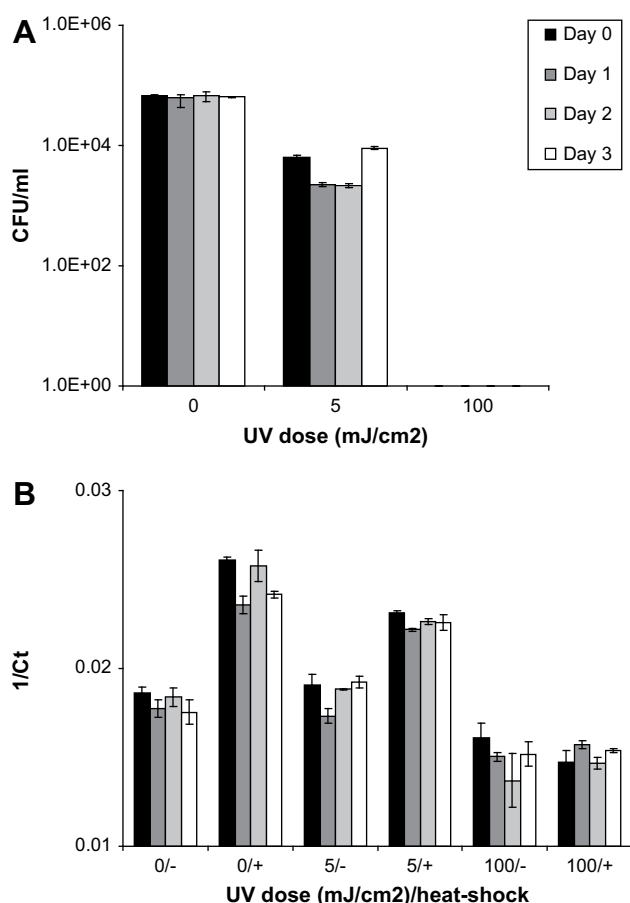 A
1.0E+06
1.0E+04
1.0E+02
1.0E+00
CFU/ml
0
5
100
UV dose (mJ/cm2)
Day 0
Day 1
Day 2
Day 3
B
0.03
0.02
0.01
1/Ct
0/-
0/+
5/-
5/+
100/-
100/+
UV dose (mJ/cm2)/heat-shock